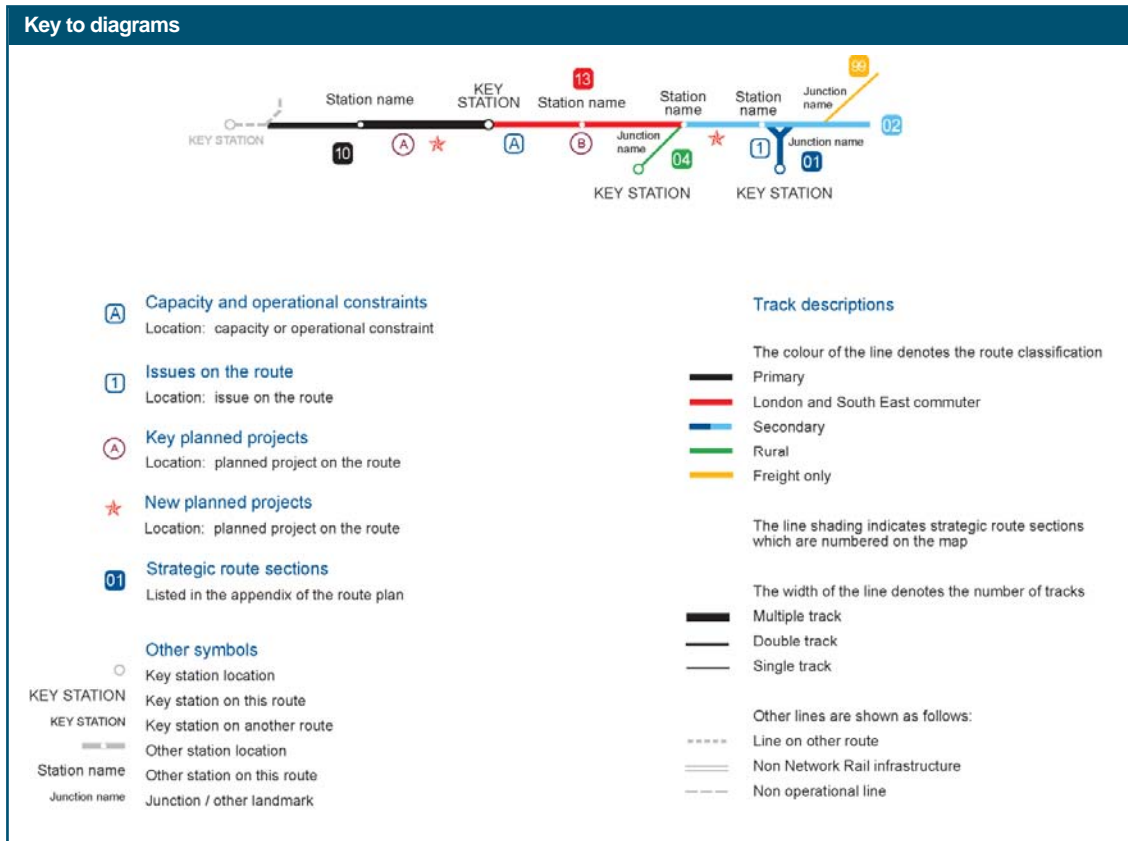 Key to diagrams
99
13
KEY
STATION
Station name
Station name
Station
name
Station
name
Junction
name
02
KEY STATION
10
A
A
B
Junction
name
04
1
Junction name
01
KEY STATION
KEY STATION
A
Capacity and operational constraints
Location: capacity or operational constraint
1
Issues on the route
Location: issue on the route
A
Key planned projects
Location: planned project on the route
New planned projects
Location: planned project on the route
01
Strategic route sections
Listed in the appendix of the route plan
Other symbols
Key station location
KEY STATION
Key station on this route
KEY STATION
Key station on another route
Other station location
Station name
Other station on this route
Junction name
Junction / other landmark
Track descriptions
The colour of the line denotes the route classification
Primary
London and South East commuter
Secondary
Rural
Freight only
The line shading indicates strategic route sections
which are numbered on the map
The width of the line denotes the number of tracks
Multiple track
Double track
Single track
Other lines are shown as follows:
Line on other route
Non Network Rail infrastructure
Non operational line